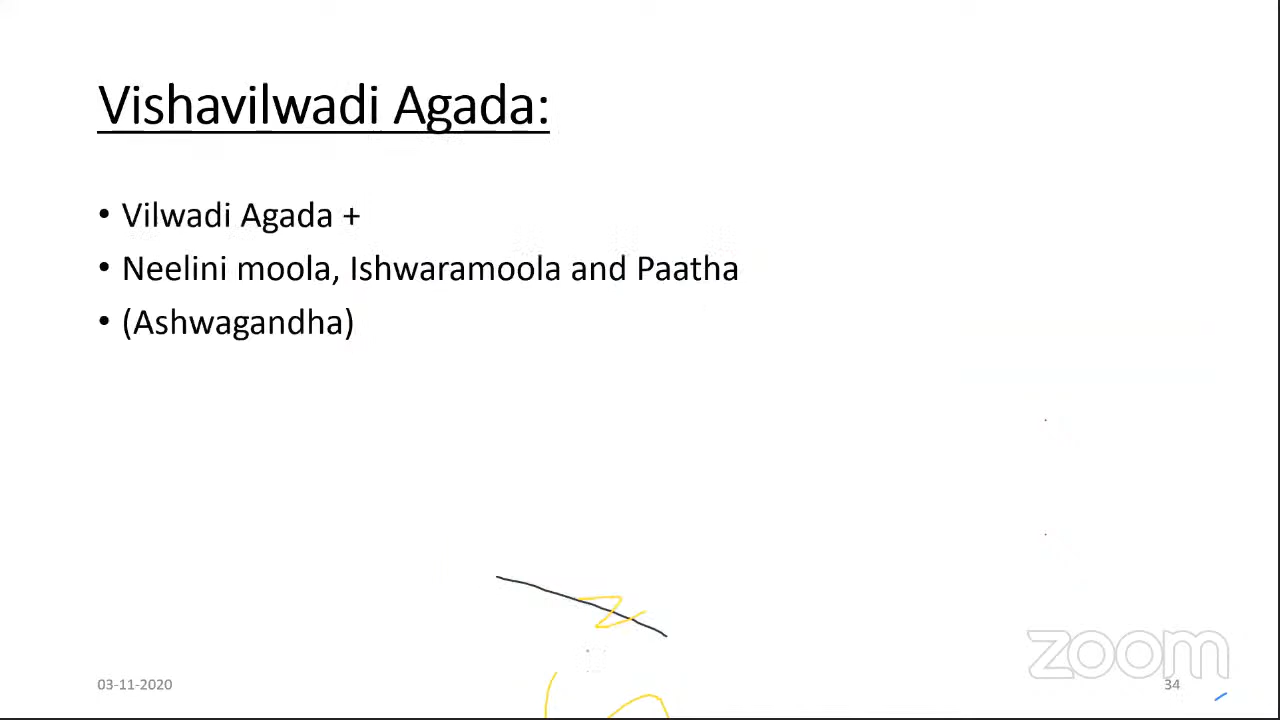 Vishavilwadi Agada:
• Vilwadi Agada +
• Neelini moola, Ishwaramoola and Paatha
• (Ashwagandha)
zoom
03-11-2020
34